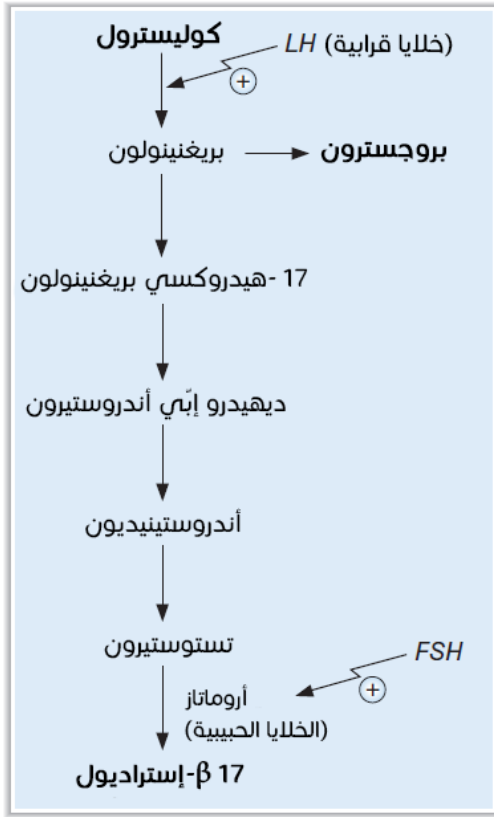 كوليسترول
LH (خلايا قرابية)
+
بريغنينولون
بروجسترون
17 -هيدروكسي بريغنينولون
ديهيدرو إبّي أندروستيرون
أندروستينيديون
تستوستيرون
FSH
+
أروماتاز
(الخلايا الحبيبية)
17 β-إستراديول